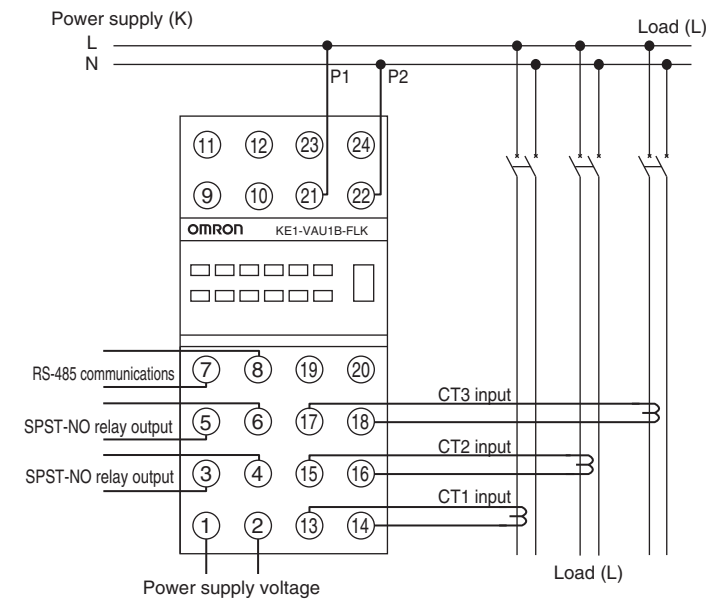 Power supply (K)
Load (L)
L
N
P1
P2
11 12 23 24
9 10 21 22
OMRON KE1-VAU1B-FLK
RS-485 communications
7 8 19 20
CT3 input
SPST-NO relay output
5 6 17 18
CT2 input
SPST-NO relay output
3 4 15 16
CT1 input
1 2 13 14
Load (L)
Power supply voltage